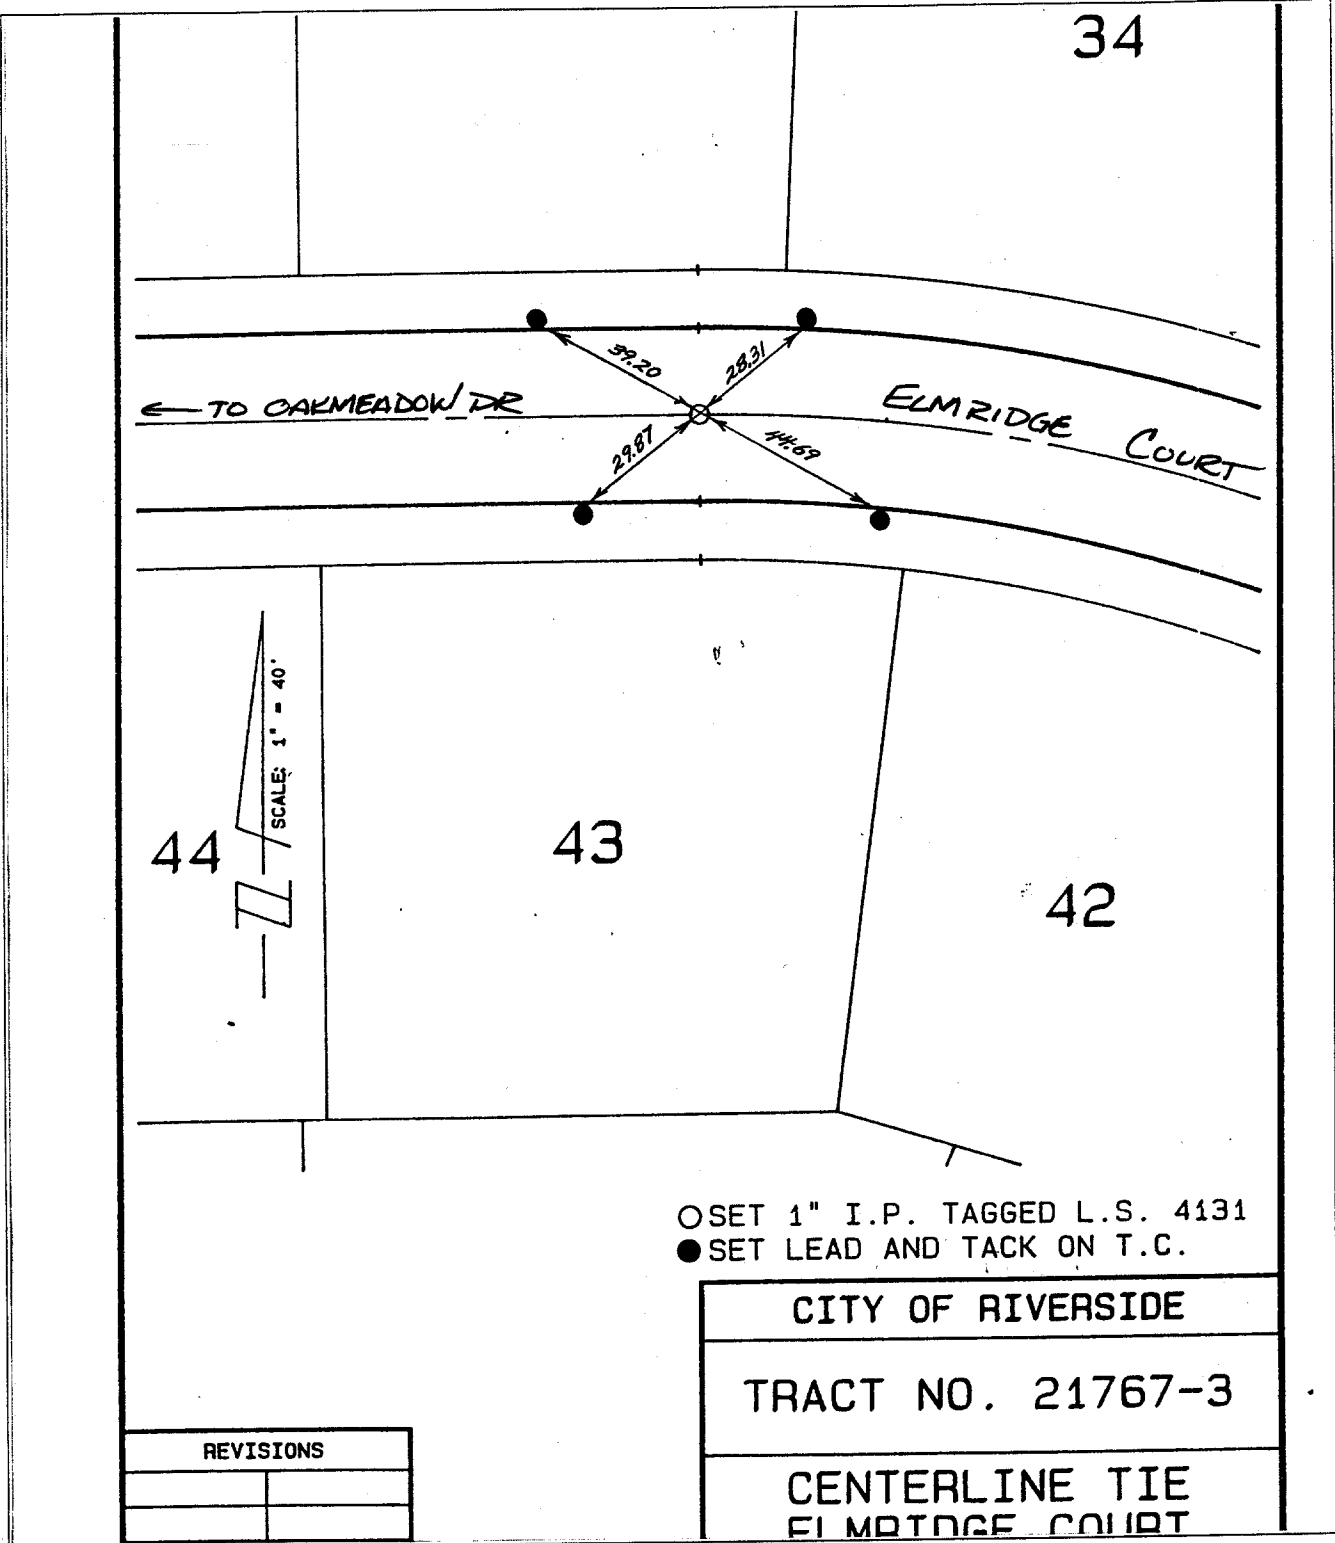 34
39.20
28.31
← TO OAKMEADOW DR
ELMRIDGE COURT
29.87
44.69
SCALE: 1" = 40'
44
43
42
SET 1" I.P. TAGGED L.S. 4131
SET LEAD AND TACK ON T.C.
CITY OF RIVERSIDE
TRACT NO. 21767-3
REVISIONS
CENTERLINE TIE
ELMRIDGE COURT